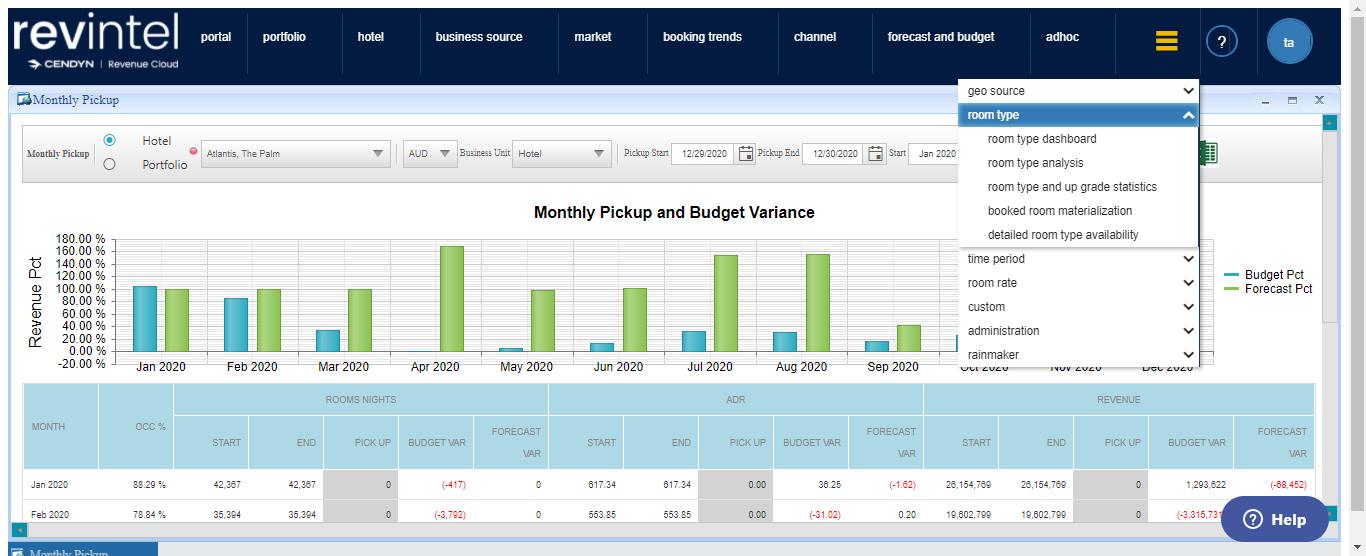 revintel
CENDYN | Revenue Cloud
portal portfolio hotel business source market booking trends channel forecast and budget adhoc ? ta
Monthly Pickup
geo source
room type
room type dashboard
room type analysis
room type and up grade statistics
booked room materialization
detailed room type availability
time period
room rate
custom
administration
rainmaker
Monthly Pickup Hotel Portfolio Atlantis, The Palm AUD Business Unit Hotel Pickup Start 12/29/2020 Pickup End 12/30/2020 Start Jan 2020
Monthly Pickup and Budget Variance
Revenue Pct
180.00 %
160.00 %
140.00 %
120.00 %
100.00 %
80.00 %
60.00 %
40.00 %
20.00 %
0.00 %
Jan 2020 Feb 2020 Mar 2020 Apr 2020 May 2020 Jun 2020 Jul 2020 Aug 2020 Sep 2020 Oct 2020 Nov 2020 Dec 2020
Budget Pct
Forecast Pct
ROOMS NIGHTS ADR REVENUE
MONTH OCC % START END PICK UP BUDGET VAR FORECAST VAR START END PICK UP BUDGET VAR FORECAST VAR START END PICK UP BUDGET VAR FORECAST VAR
Jan 2020 88.29 % 42,367 42,367 0 (-417) 0 617.34 617.34 0.00 36.25 (-1.62) 26,154,769 26,154,769 0 1,293,622 (-68,452)
Feb 2020 78.84 % 35,394 35,394 0 (-3,792) 0 553.85 553.85 0.00 (-31.02) 0.20 19,602,799 19,602,799 0 (-3,316,731
? Help
Monthly Pickup